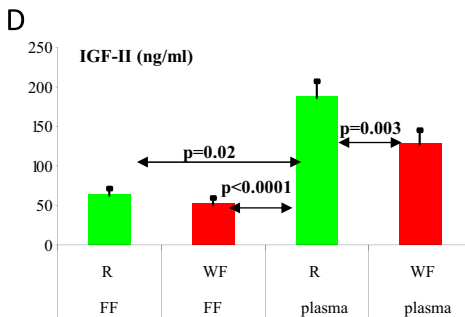 D
250
IGF-II (ng/ml)
200
150
p=0.003
p=0.02
100
p<0.0001
50
0
R WF R WF
FF FF plasma plasma